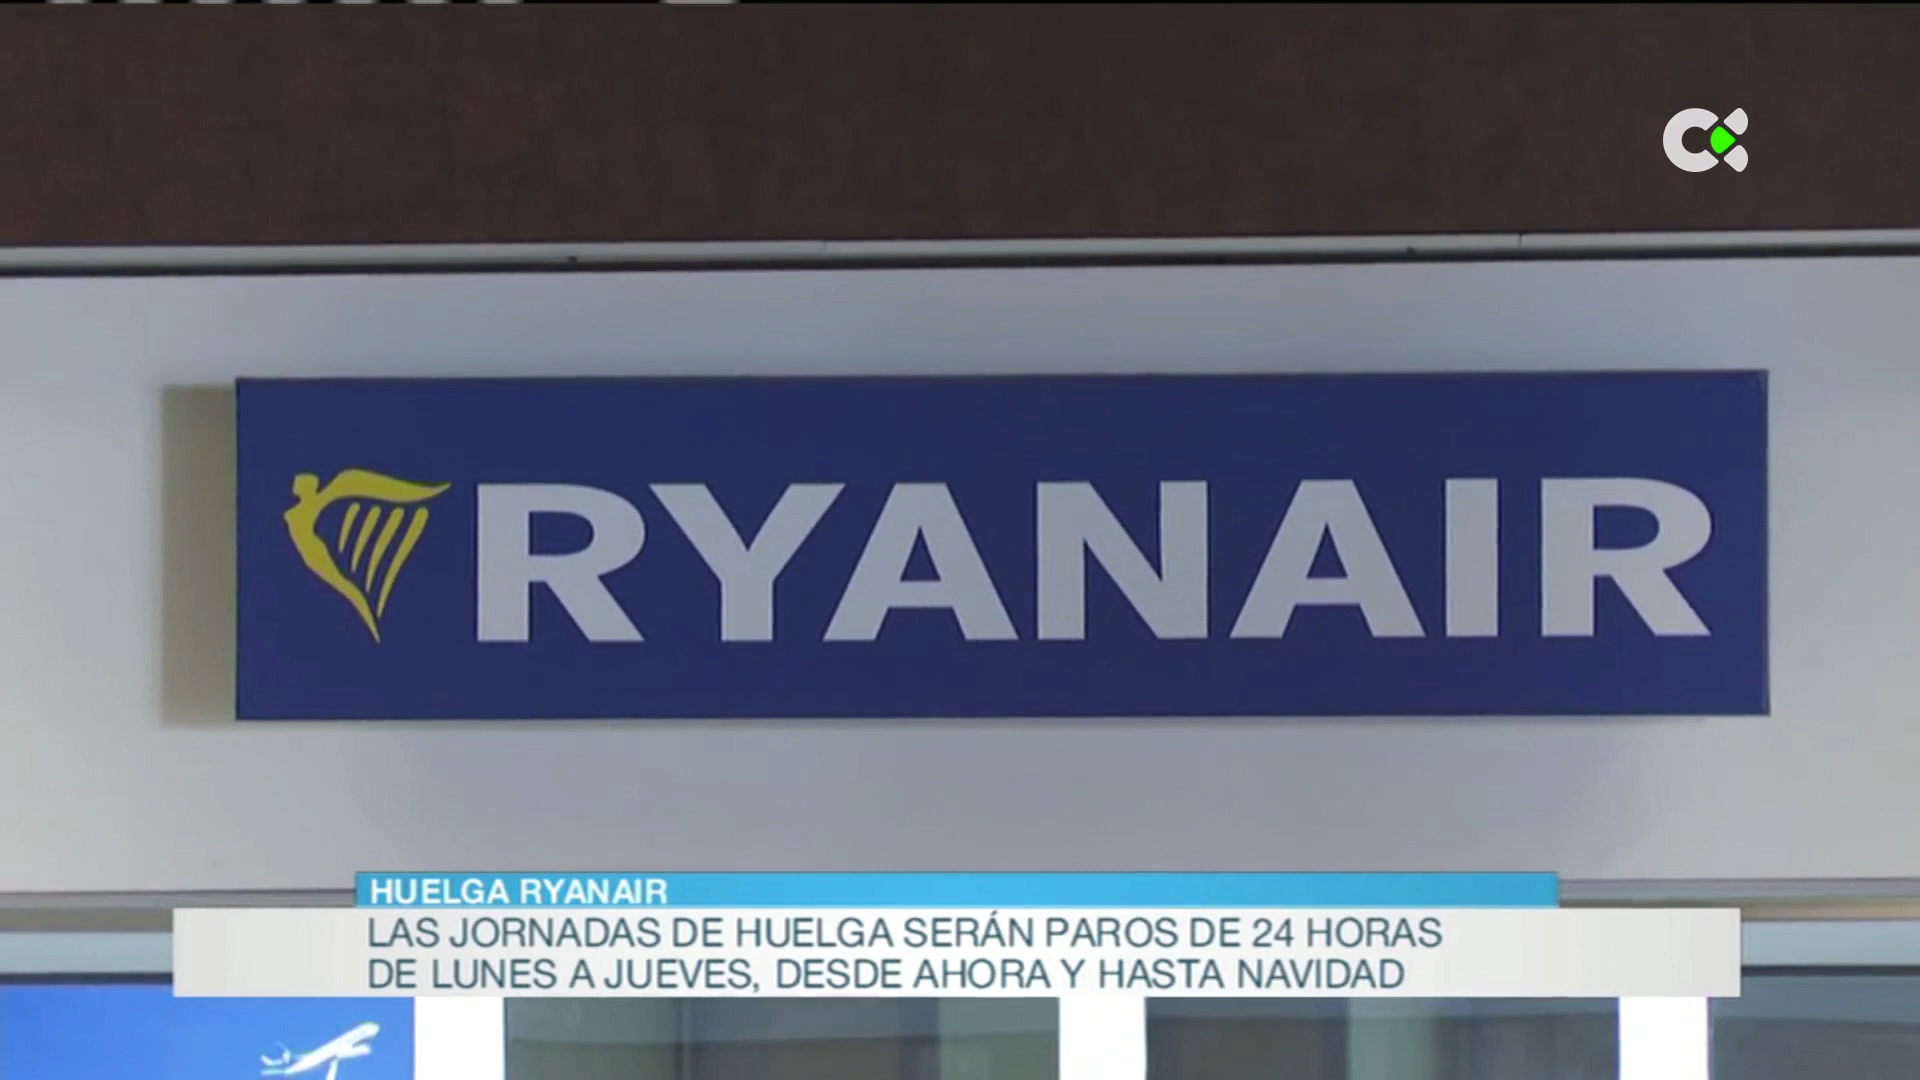 RYANAIR
HUELGA RYANAIR
LAS JORNADAS DE HUELGA SERÁN PAROS DE 24 HORAS
DE LUNES A JUEVES, DESDE AHORA Y HASTA NAVIDAD